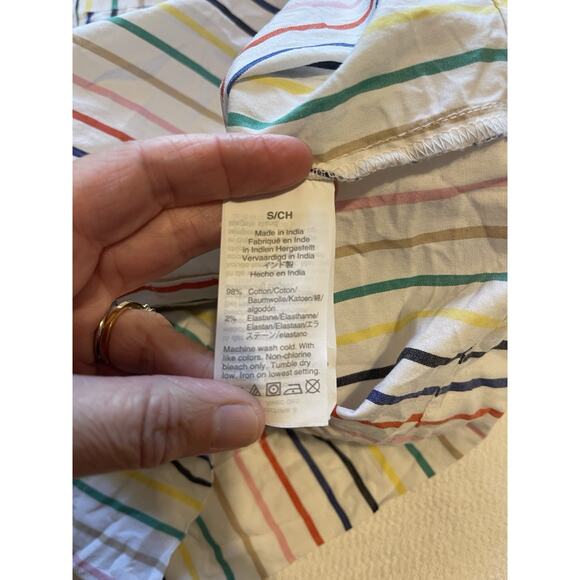 S/CH
Made in India
Fabriqué en Inde
in Indien Hergestellt
Vervaardigd in India
インド製
Hecho en India
98% Cotton/Coton/
Baumwolle/Katoen/綿/
algodón
2% Elastane/Élasthanne/
Elastan/Elastaan/エラ
ステーン/elastano
Machine wash cold. With
like colors. Non-chlorine
bleach only. Tumble dry
low. Iron on lowest setting.